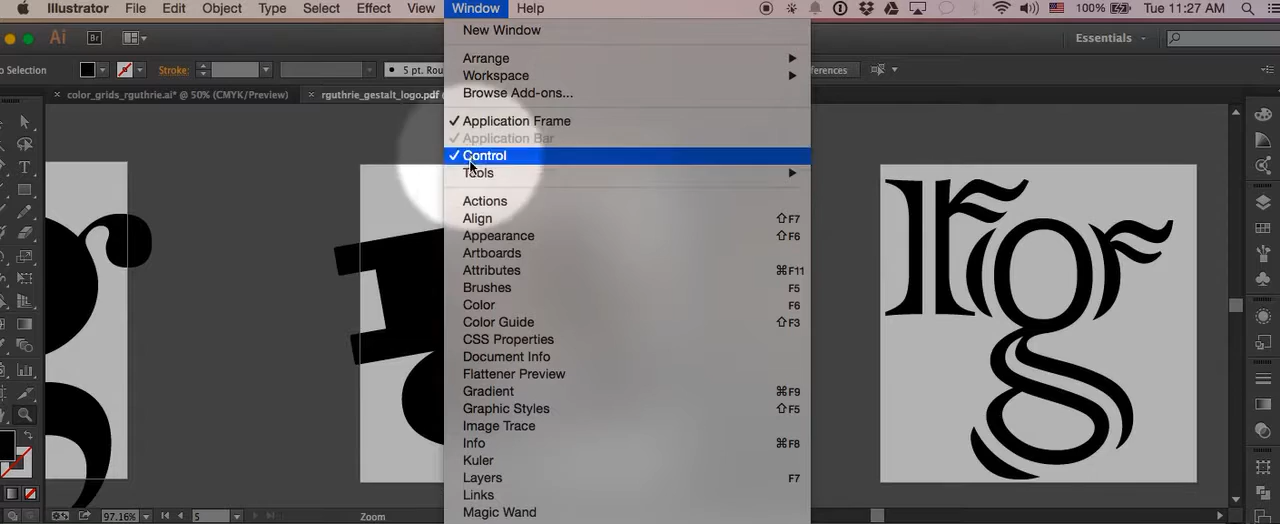 Illustrator File Edit Object Type Select Effect View Window Help 100% Tue 11:27 AM
Ai Br Essentials
o Selection Stroke: 5 pt. Rou ferences
color_grids_rguthrie.ai* @ 50% (CMYK/Preview) rguthrie_gestalt_logo.pdf
New Window
Arrange
Workspace
Browse Add-ons...
Application Frame
Application Bar
Control
Tools
Actions
Align ⇧F7
Appearance ⇧F6
Artboards
Attributes ⌘F11
Brushes F5
Color F6
Color Guide ⇧F3
CSS Properties
Document Info
Flattener Preview
Gradient ⌘F9
Graphic Styles ⇧F5
Image Trace
Info ⌘F8
Kuler
Layers F7
Links
Magic Wand
rg
97.16% 5 Zoom